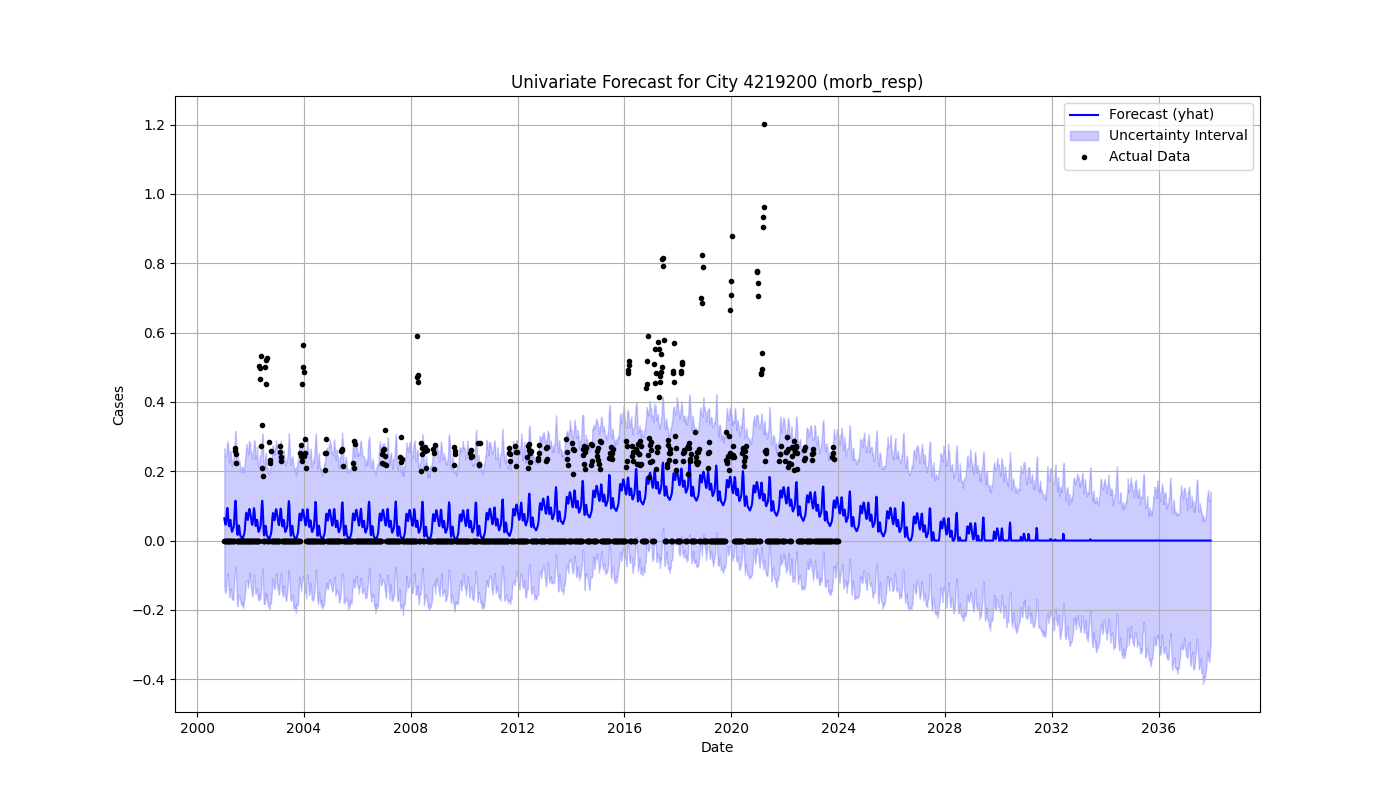 Univariate Forecast for City 4219200 (morb_resp)
Forecast (yhat)
Uncertainty Interval
Actual Data
Cases
1.2
1.0
0.8
0.6
0.4
0.2
0.0
−0.2
−0.4
2000 2004 2008 2012 2016 2020 2024 2028 2032 2036
Date